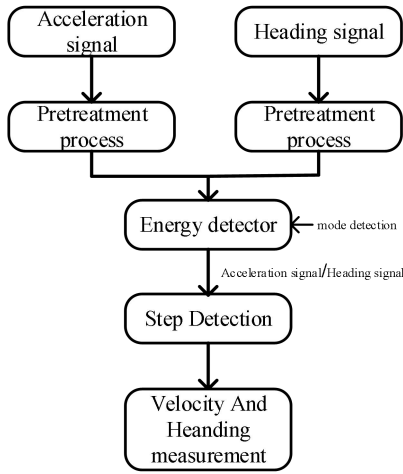 Acceleration
signal
Heading signal
Pretreatment
process
Pretreatment
process
Energy detector
mode detection
Acceleration signal/Heading signal
Step Detection
Velocity And
Heanding
measurement